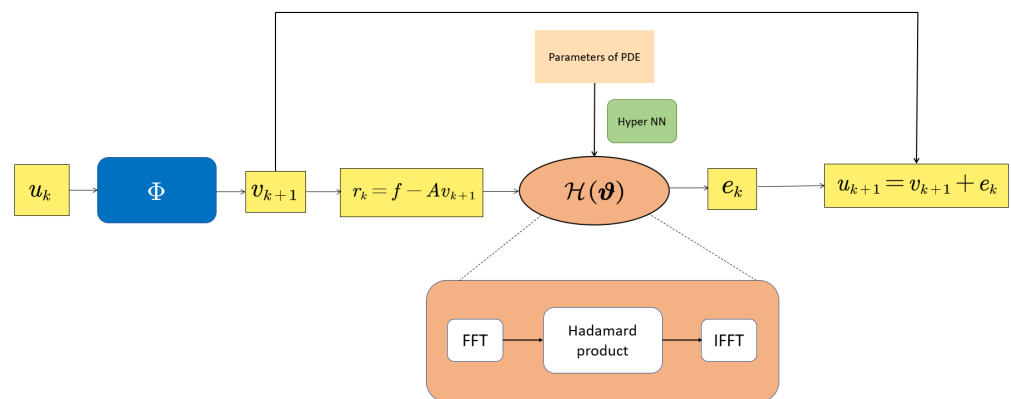 Parameters of PDE
Hyper NN
u_k
Φ
v_{k+1}
r_k = f − Av_{k+1}
ℋ(𝝑)
e_k
u_{k+1} = v_{k+1} + e_k
FFT
Hadamard
product
IFFT